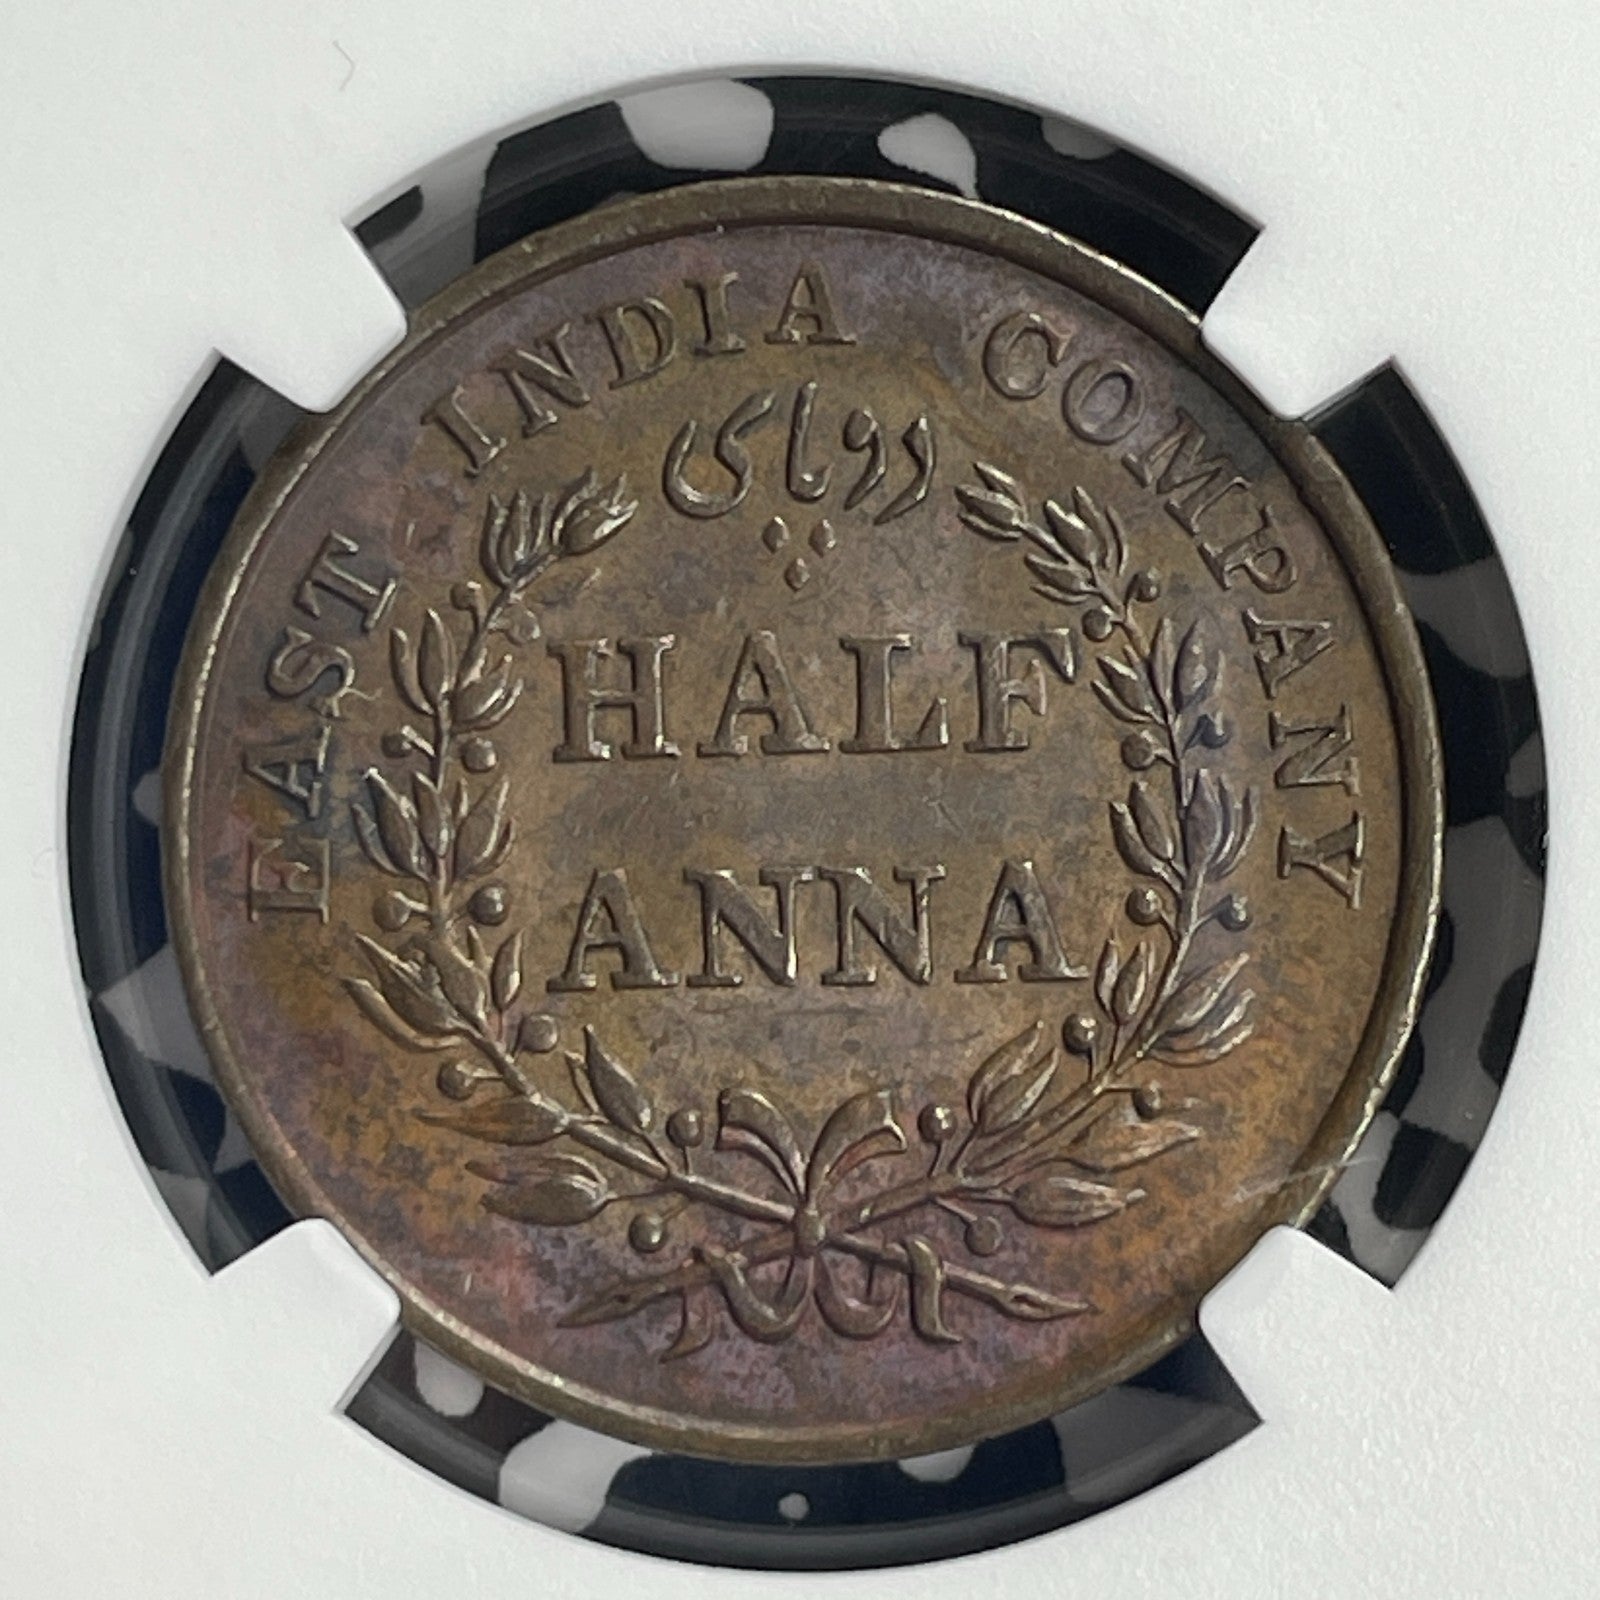 EAST INDIA COMPANY
دو پای
HALF
ANNA